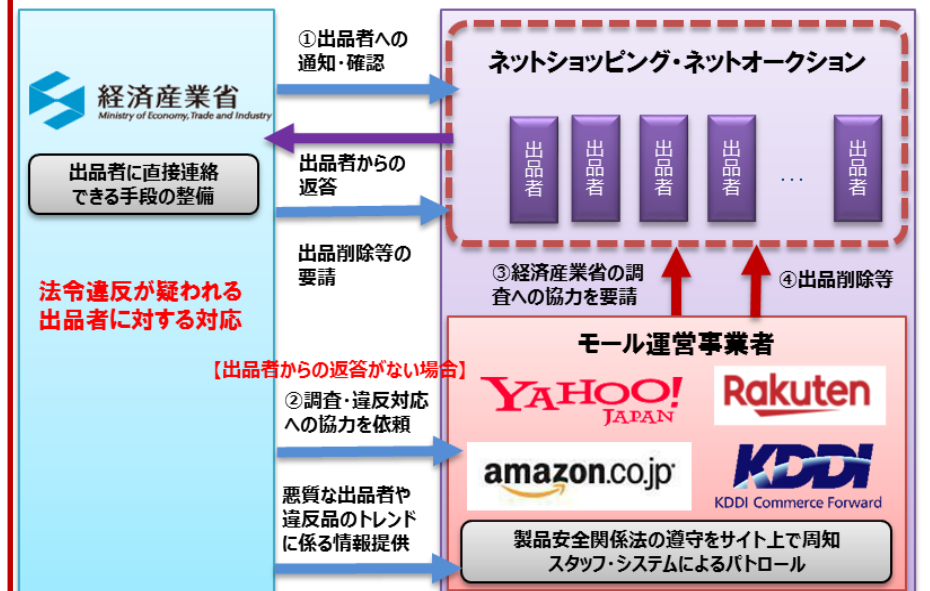 ①出品者への
通知・確認
経済産業省
Ministry of Economy, Trade and Industry
出品者に直接連絡
できる手段の整備
出品者からの
返答
出品削除等の
要請
法令違反が疑われる
出品者に対する対応
【出品者からの返答がない場合】
②調査・違反対応
への協力を依頼
悪質な出品者や
違反品のトレンド
に係る情報提供
ネットショッピング・ネットオークション
出品者
出品者
出品者
出品者
...
出品者
③経済産業省の調
査への協力を要請
④出品削除等
モール運営事業者
YAHOO!
JAPAN
Rakuten
amazon.co.jp
KDDI
KDDI Commerce Forward
製品安全関係法の遵守をサイト上で周知
スタッフ・システムによるパトロール